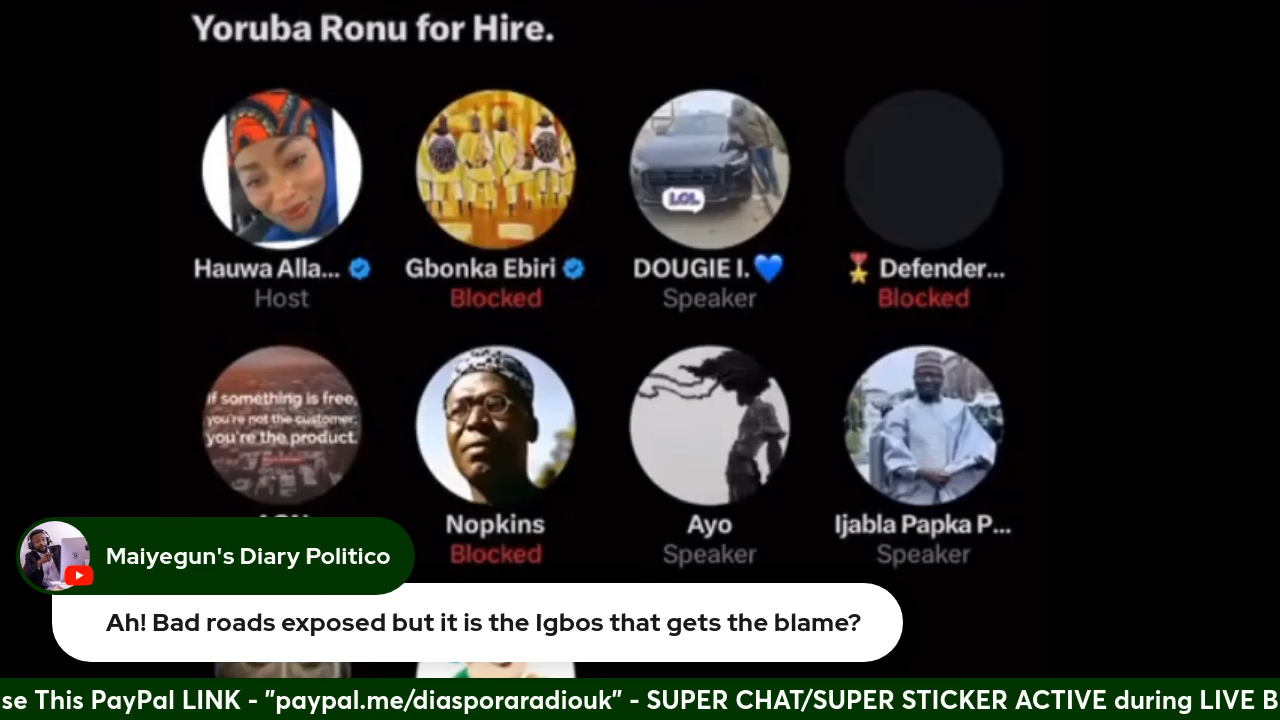 Yoruba Ronu for Hire.
LOL
Hauwa Alla... Gbonka Ebiri DOUGIE I.💙 🎖️ Defender...
Host Blocked Speaker Blocked
If something is free,
you're not the customer;
you're the product.
Nopkins Ayo Ijabla Papka P...
Blocked Speaker Speaker
Maiyegun's Diary Politico
Ah! Bad roads exposed but it is the Igbos that gets the blame?
se This PayPal LINK - "paypal.me/diasporaradiouk" - SUPER CHAT/SUPER STICKER ACTIVE during LIVE B